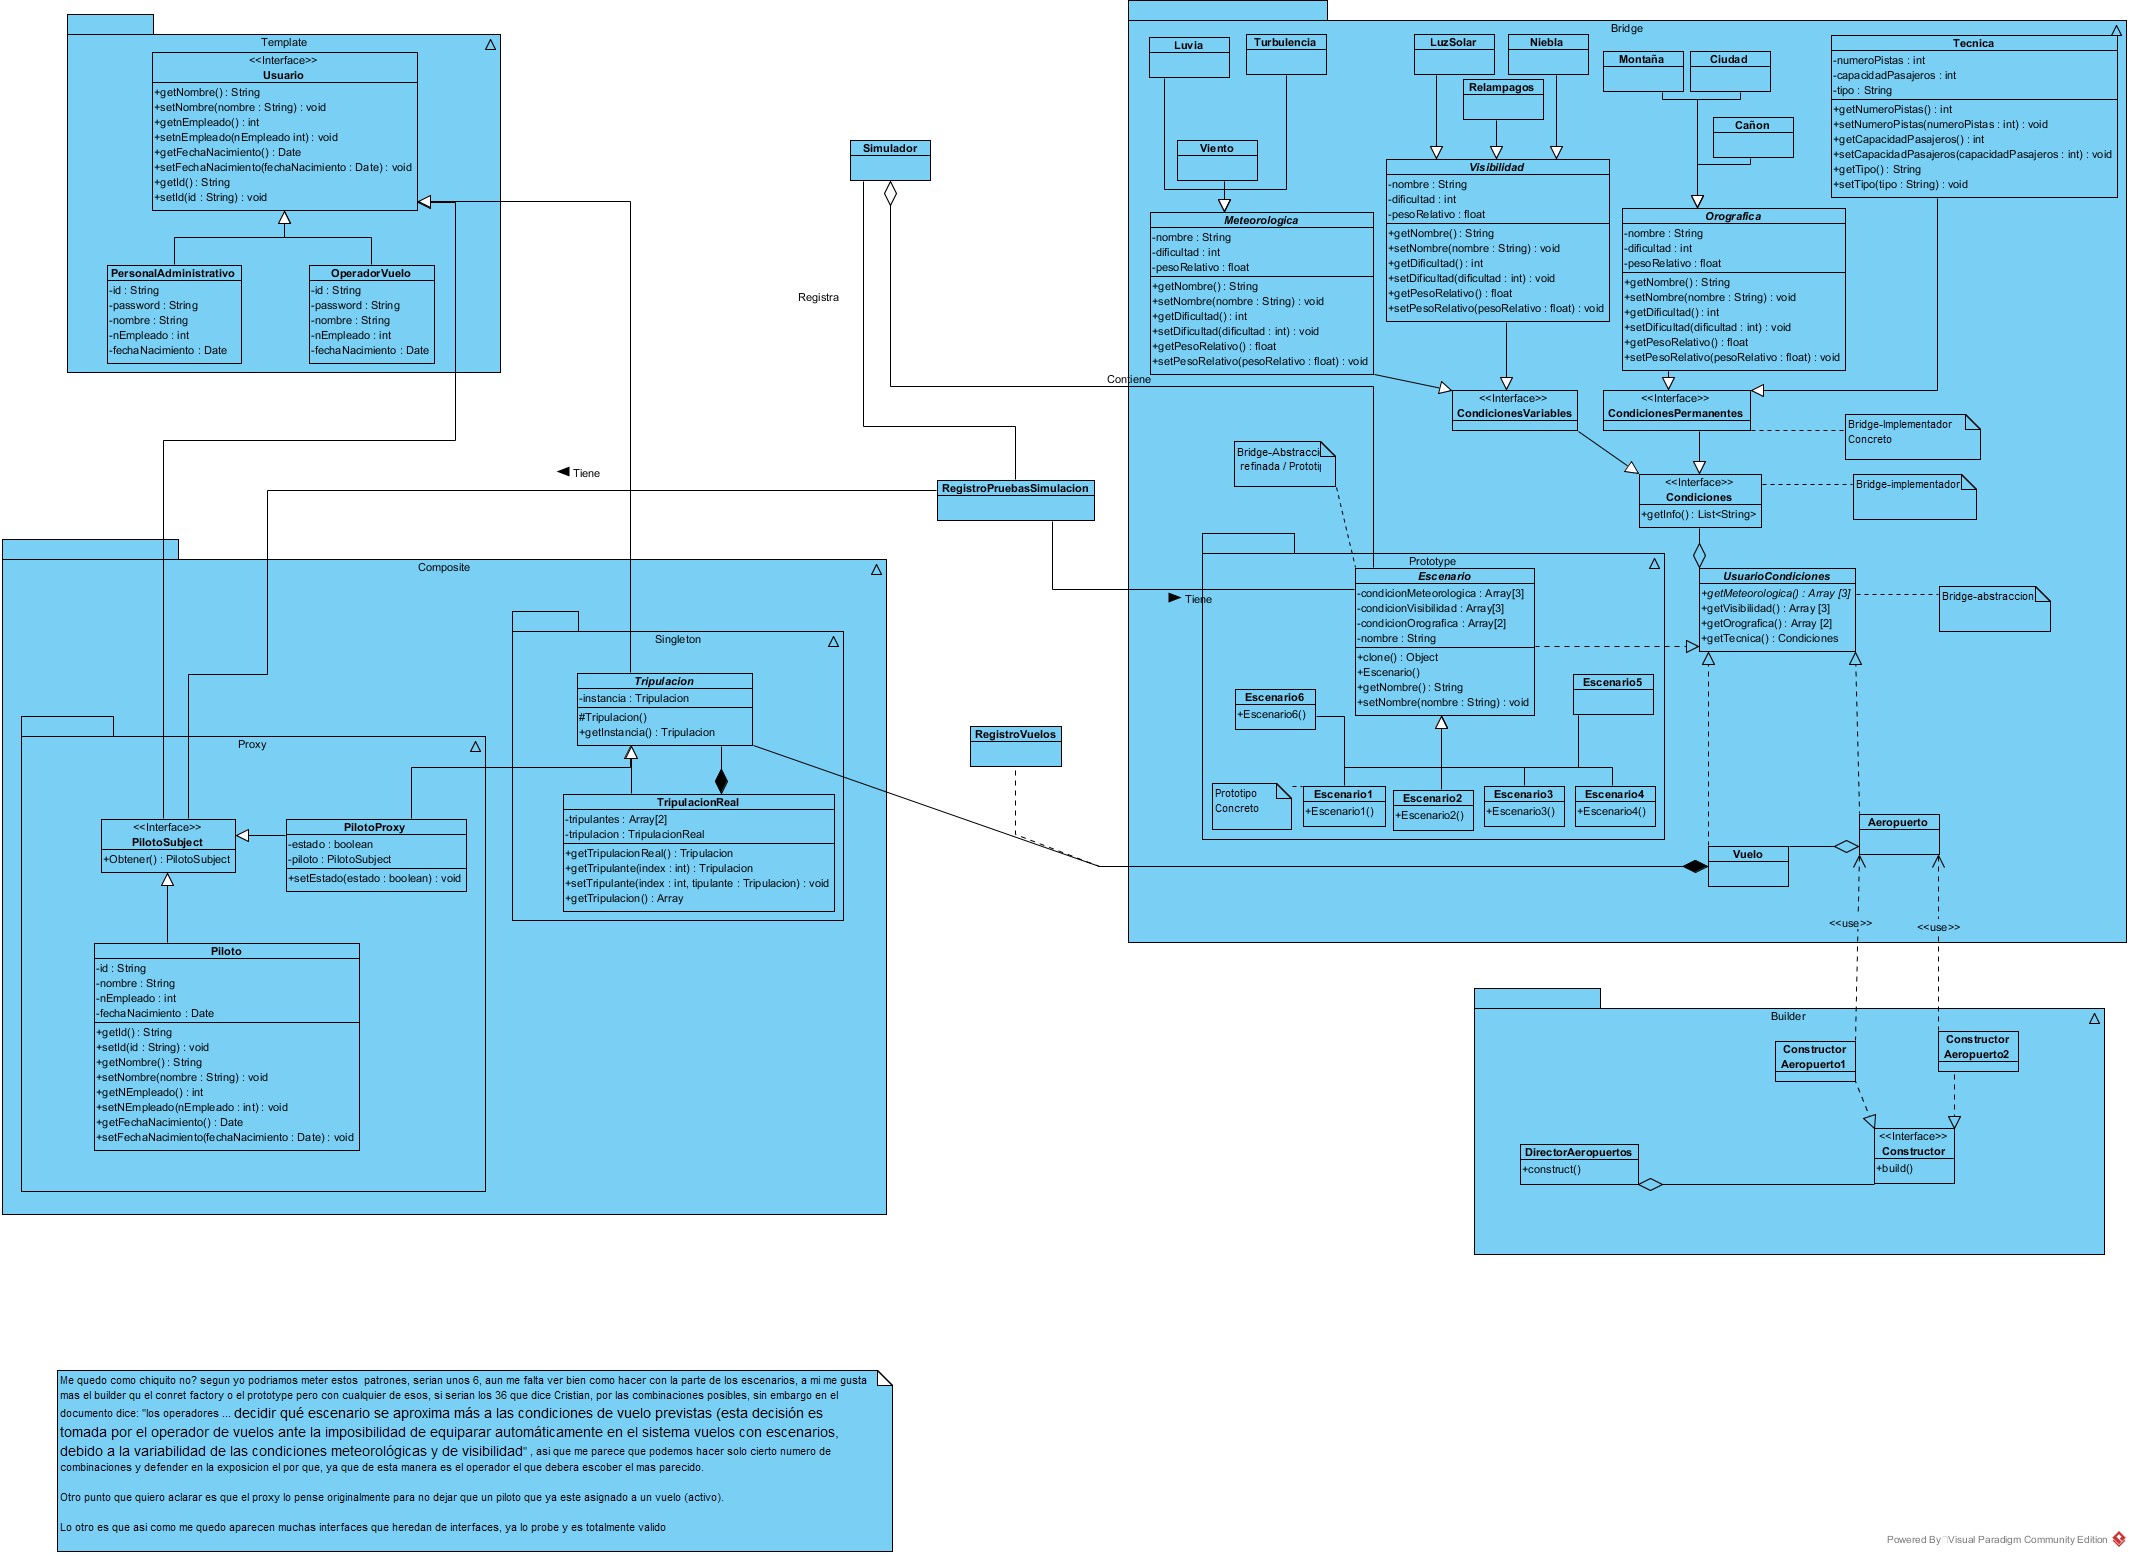 Template
<<Interface>>
Usuario
+getNombre() : String
+setNombre(nombre : String) : void
+getnEmpleado() : int
+setnEmpleado(nEmpleado int) : void
+getFechaNacimiento() : Date
+setFechaNacimiento(fechaNacimiento : Date) : void
+getId() : String
+setId(id : String) : void
PersonalAdministrativo
-id : String
-password : String
-nombre : String
-nEmpleado : int
-fechaNacimiento : Date
OperadorVuelo
-id : String
-password : String
-nombre : String
-nEmpleado : int
-fechaNacimiento : Date
Simulador
Registra
Contiene
Tiene
RegistroPruebasSimulacion
Tiene
RegistroVuelos
Bridge
Luvia
Turbulencia
Viento
LuzSolar
Niebla
Relampagos
Montaña
Ciudad
Cañon
Tecnica
-numeroPistas : int
-capacidadPasajeros : int
-tipo : String
+getNumeroPistas() : int
+setNumeroPistas(numeroPistas : int) : void
+getCapacidadPasajeros() : int
+setCapacidadPasajeros(capacidadPasajeros : int) : void
+getTipo() : String
+setTipo(tipo : String) : void
Meteorologica
-nombre : String
-dificultad : int
-pesoRelativo : float
+getNombre() : String
+setNombre(nombre : String) : void
+getDificultad() : int
+setDificultad(dificultad : int) : void
+getPesoRelativo() : float
+setPesoRelativo(pesoRelativo : float) : void
Visibilidad
-nombre : String
-dificultad : int
-pesoRelativo : float
+getNombre() : String
+setNombre(nombre : String) : void
+getDificultad() : int
+setDificultad(dificultad : int) : void
+getPesoRelativo() : float
+setPesoRelativo(pesoRelativo : float) : void
Orografica
-nombre : String
-dificultad : int
-pesoRelativo : float
+getNombre() : String
+setNombre(nombre : String) : void
+getDificultad() : int
+setDificultad(dificultad : int) : void
+getPesoRelativo() : float
+setPesoRelativo(pesoRelativo : float) : void
<<Interface>>
CondicionesVariables
<<Interface>>
CondicionesPermanentes
Bridge-Implementador
Concreto
Bridge-Abstracci
refinada / Prototi
<<Interface>>
Condiciones
+getInfo() : List<String>
Bridge-implementador
Prototype
Escenario
-condicionMeteorologica : Array[3]
-condicionVisibilidad : Array[3]
-condicionOrografica : Array[2]
-nombre : String
+clone() : Object
+Escenario()
+getNombre() : String
+setNombre(nombre : String) : void
UsuarioCondiciones
+getMeteorologica() : Array [3]
+getVisibilidad() : Array [3]
+getOrografica() : Array [2]
+getTecnica() : Condiciones
Bridge-abstraccion
Escenario6
+Escenario6()
Escenario5
Prototipo
Concreto
Escenario1
+Escenario1()
Escenario2
+Escenario2()
Escenario3
+Escenario3()
Escenario4
+Escenario4()
Aeropuerto
Vuelo
<<use>>
<<use>>
Composite
Singleton
Tripulacion
-instancia : Tripulacion
#Tripulacion()
+getInstancia() : Tripulacion
TripulacionReal
-tripulantes : Array[2]
-tripulacion : TripulacionReal
+getTripulacionReal() : Tripulacion
+getTripulante(index : int) : Tripulacion
+setTripulante(index : int, tipulante : Tripulacion) : void
+getTripulacion() : Array
Proxy
<<Interface>>
PilotoSubject
+Obtener() : PilotoSubject
PilotoProxy
-estado : boolean
-piloto : PilotoSubject
+setEstado(estado : boolean) : void
Piloto
-id : String
-nombre : String
-nEmpleado : int
-fechaNacimiento : Date
+getId() : String
+setId(id : String) : void
+getNombre() : String
+setNombre(nombre : String) : void
+getNEmpleado() : int
+setNEmpleado(nEmpleado : int) : void
+getFechaNacimiento() : Date
+setFechaNacimiento(fechaNacimiento : Date) : void
Builder
Constructor
Aeropuerto1
Constructor
Aeropuerto2
DirectorAeropuertos
+construct()
<<Interface>>
Constructor
+build()
Me quedo como chiquito no? segun yo podriamos meter estos patrones, serian unos 6, aun me falta ver bien como hacer con la parte de los escenarios, a mi me gusta
mas el builder qu el conret factory o el prototype pero con cualquier de esos, si serian los 36 que dice Cristian, por las combinaciones posibles, sin embargo en el
documento dice: "los operadores ... decidir qué escenario se aproxima más a las condiciones de vuelo previstas (esta decisión es
tomada por el operador de vuelos ante la imposibilidad de equiparar automáticamente en el sistema vuelos con escenarios,
debido a la variabilidad de las condiciones meteorológicas y de visibilidad" , asi que me parece que podemos hacer solo cierto numero de
combinaciones y defender en la exposicion el por que, ya que de esta manera es el operador el que debera escober el mas parecido.
Otro punto que quiero aclarar es que el proxy lo pense originalmente para no dejar que un piloto que ya este asignado a un vuelo (activo).
Lo otro es que asi como me quedo aparecen muchas interfaces que heredan de interfaces, ya lo probe y es totalmente valido
Powered By Visual Paradigm Community Edition